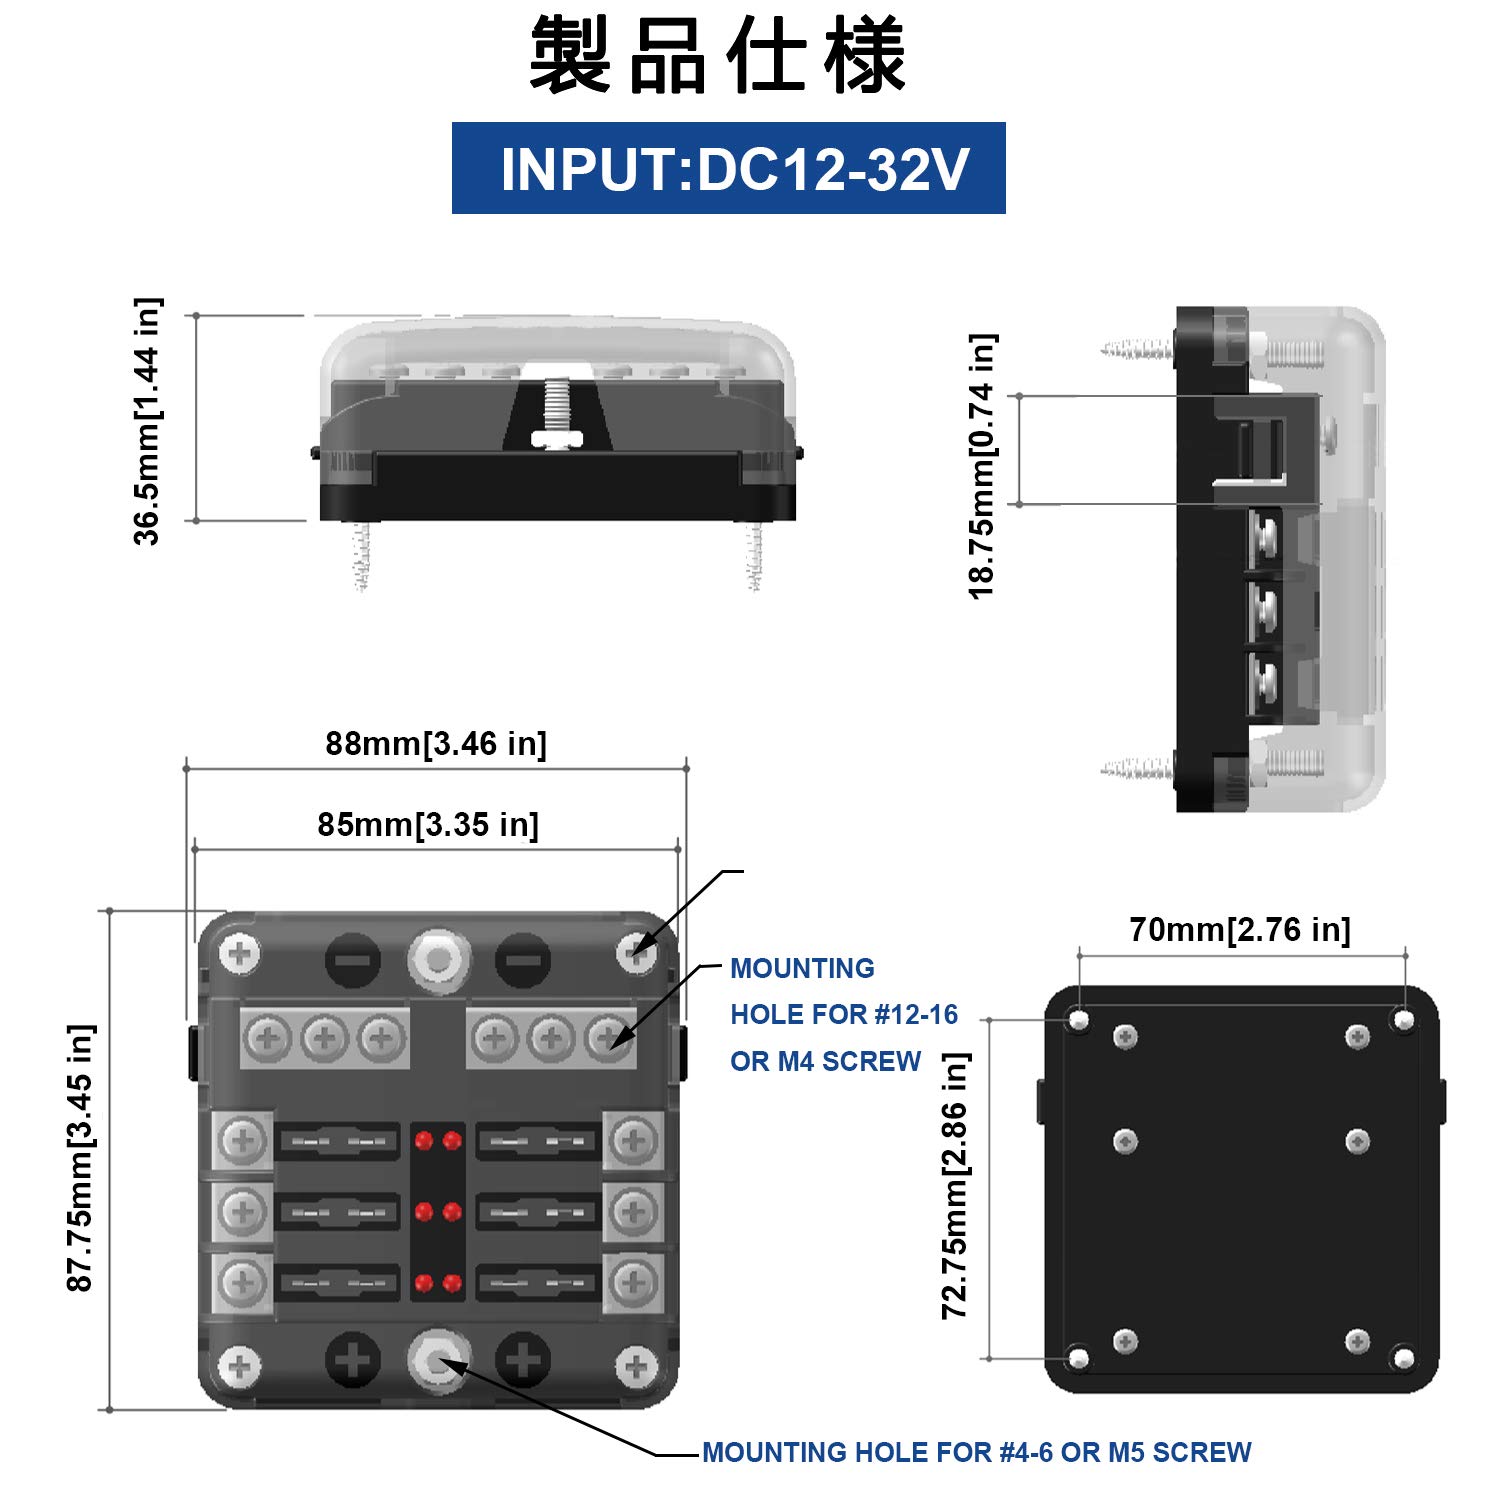 製品仕様
INPUT:DC12-32V
36.5mm[1.44 in]
18.75mm[0.74 in]
88mm[3.46 in]
85mm[3.35 in]
87.75mm[3.45 in]
MOUNTING
HOLE FOR #12-16
OR M4 SCREW
70mm[2.76 in]
72.75mm[2.86 in]
MOUNTING HOLE FOR #4-6 OR M5 SCREW